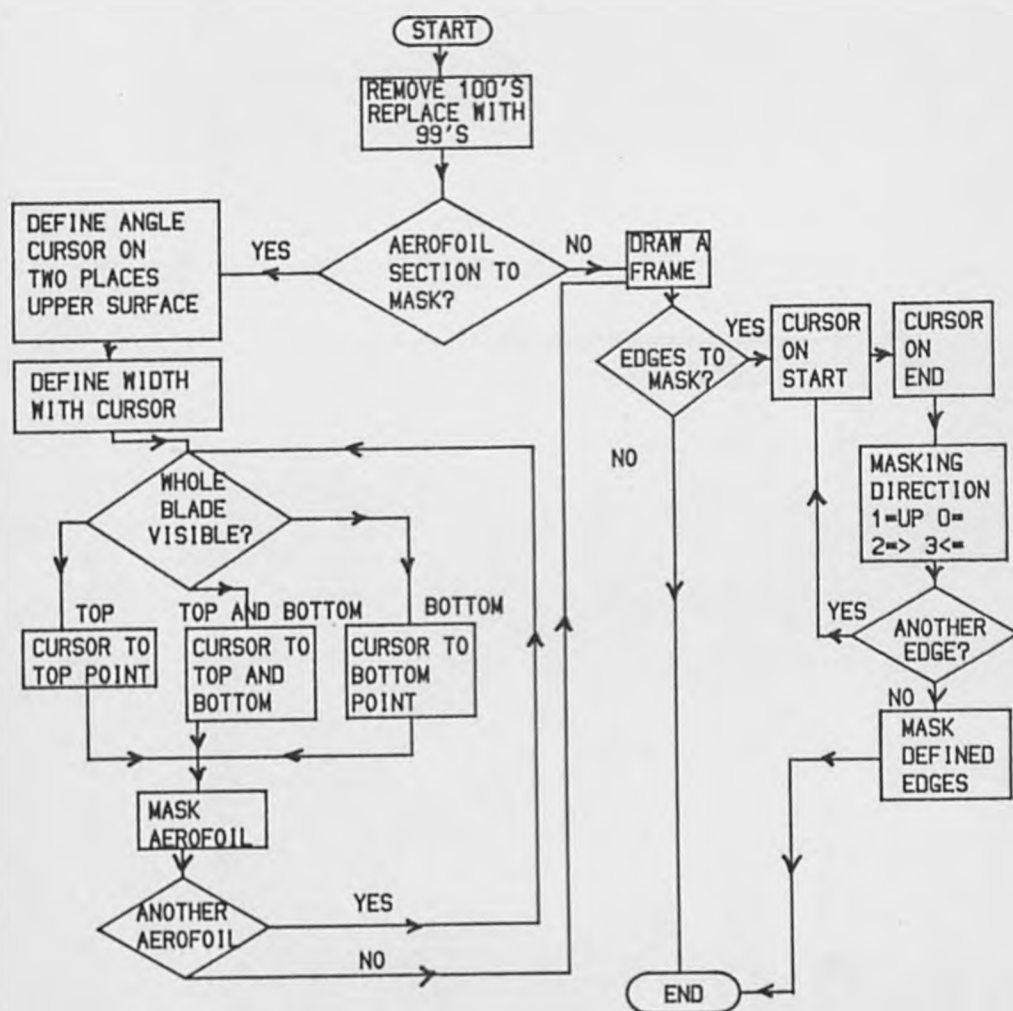 START
REMOVE 100'S
REPLACE WITH
99'S
AEROFOIL
SECTION TO
MASK?
YES
DEFINE ANGLE
CURSOR ON
TWO PLACES
UPPER SURFACE
DEFINE WIDTH
WITH CURSOR
WHOLE
BLADE
VISIBLE?
TOP
CURSOR TO
TOP POINT
TOP AND BOTTOM
CURSOR TO
TOP AND
BOTTOM
BOTTOM
CURSOR TO
BOTTOM
POINT
MASK
AEROFOIL
ANOTHER
AEROFOIL
YES
NO
NO
DRAW A
FRAME
EDGES TO
MASK?
YES
CURSOR
ON
START
CURSOR
ON
END
MASKING
DIRECTION
1=UP 0=
2=> 3<=
ANOTHER
EDGE?
YES
NO
MASK
DEFINED
EDGES
NO
END